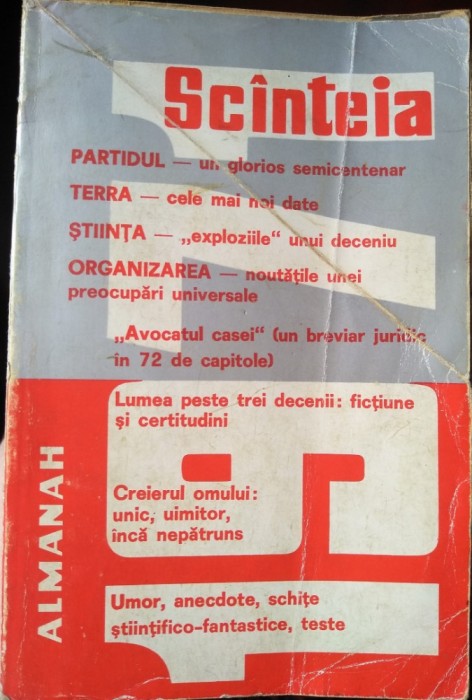 Scînteia
PARTIDUL — un glorios semicentenar
TERRA — cele mai noi date
ŞTIINŢA — „exploziile“ unui deceniu
ORGANIZAREA — noutăţile unei
preocupări universale
„Avocatul casei“ (un breviar juridic
în 72 de capitole)
Lumea peste trei decenii: ficţiune
şi certitudini
Creierul omului:
unic, uimitor,
încă nepătruns
Umor, anecdote, schiţe
ştiinţifico-fantastice, teste
ALMANAH
1971